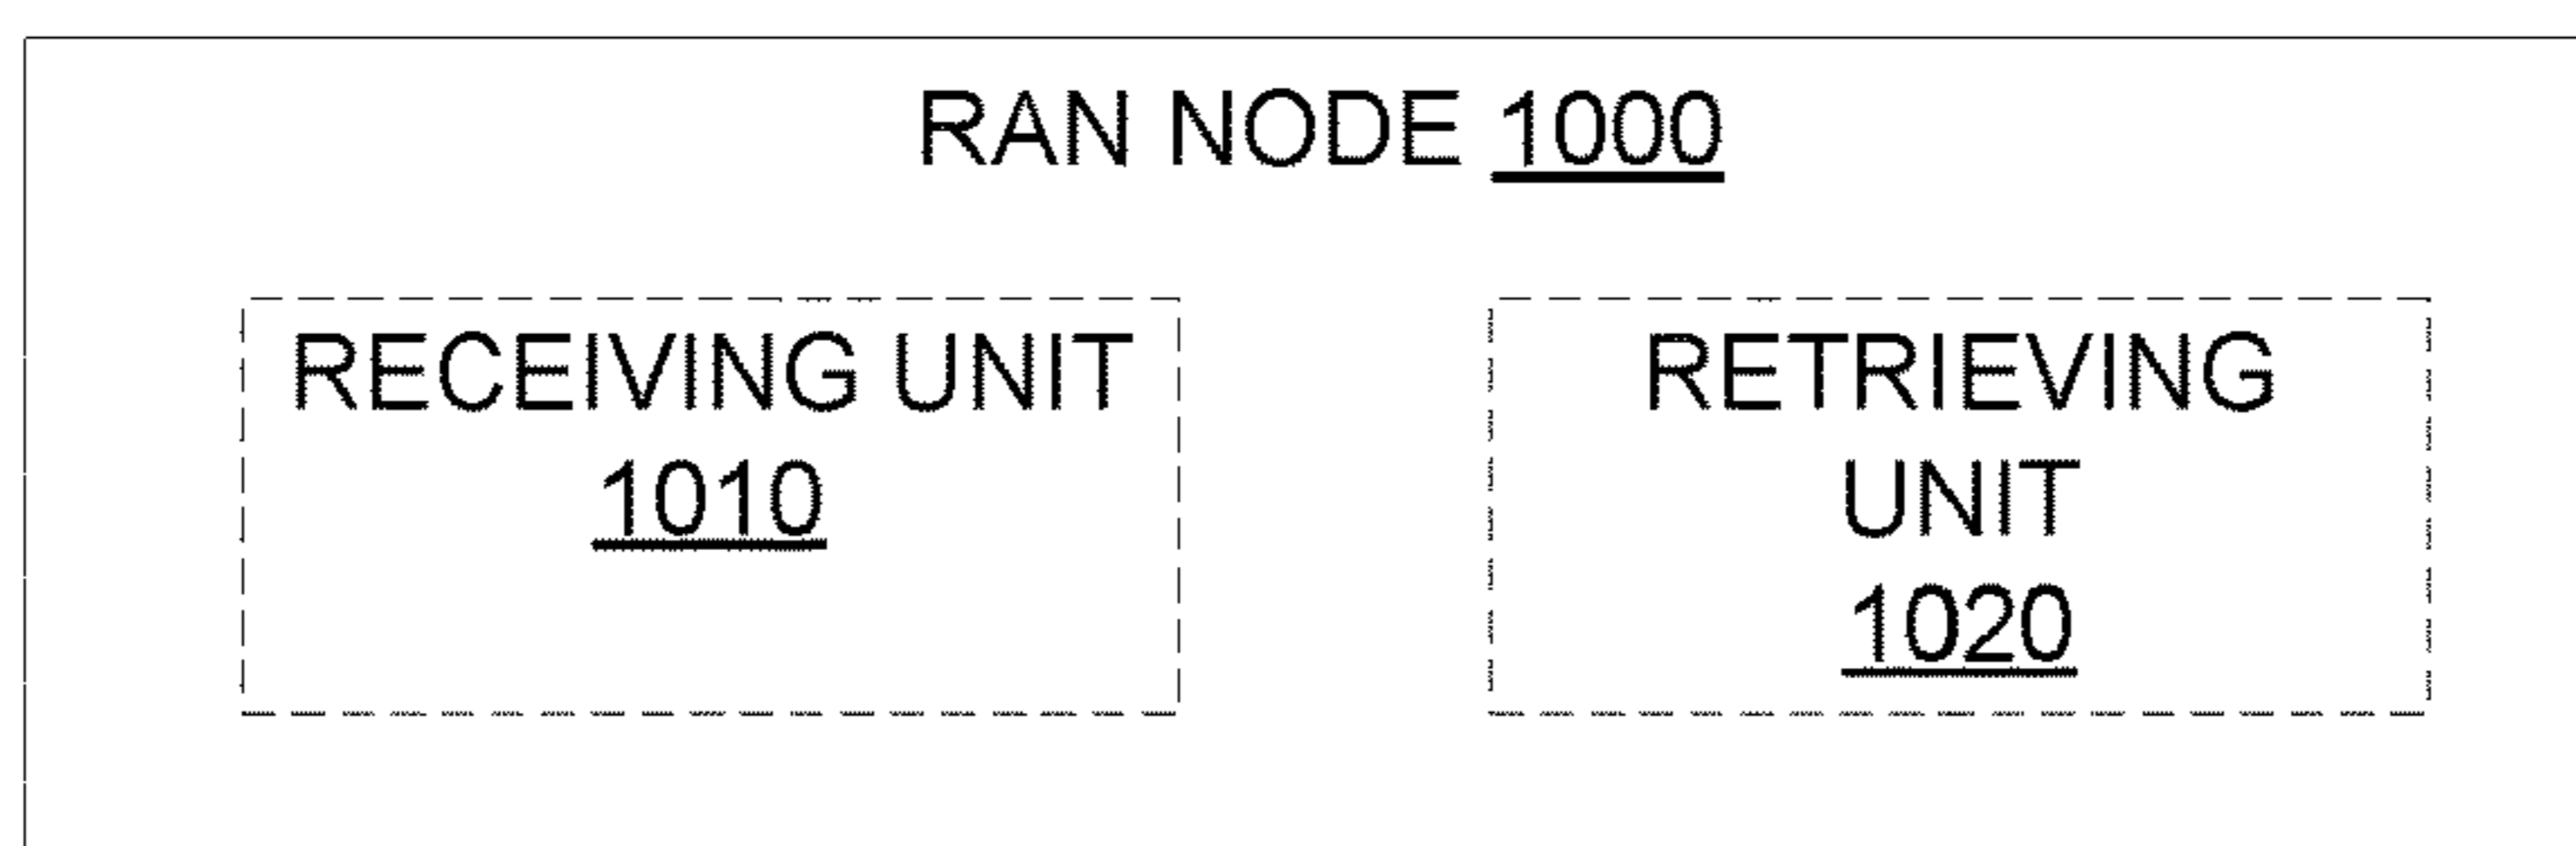 RAN NODE 1000
RECEIVING UNIT
1010
RETRIEVING
UNIT
1020